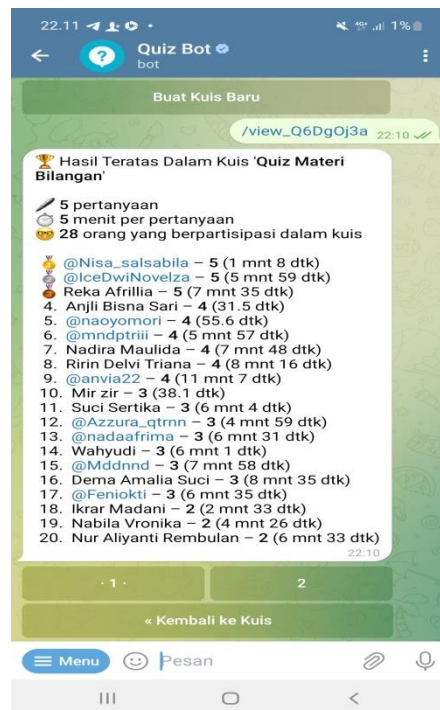 22.11
1%
Quiz Bot
bot
Buat Kuis Baru
/view_Q6DgOj3a 22:10
🏆 Hasil Teratas Dalam Kuis 'Quiz Materi
Bilangan'
🖊 5 pertanyaan
⏱ 5 menit per pertanyaan
🤓 28 orang yang berpartisipasi dalam kuis
🥇 @Nisa_salsabila – 5 (1 mnt 8 dtk)
🥈 @IceDwiNovelza – 5 (5 mnt 59 dtk)
🥉 Reka Afrillia – 5 (7 mnt 35 dtk)
4. Anjli Bisna Sari – 4 (31.5 dtk)
5. @naoyomori – 4 (55.6 dtk)
6. @mndptriii – 4 (5 mnt 57 dtk)
7. Nadira Maulida – 4 (7 mnt 48 dtk)
8. Ririn Delvi Triana – 4 (8 mnt 16 dtk)
9. @anvia22 – 4 (11 mnt 7 dtk)
10. Mir zir – 3 (38.1 dtk)
11. Suci Sertika – 3 (6 mnt 4 dtk)
12. @Azzura_qtrnn – 3 (4 mnt 59 dtk)
13. @nadaafrima – 3 (6 mnt 31 dtk)
14. Wahyudi – 3 (6 mnt 1 dtk)
15. @Mddnnd – 3 (7 mnt 58 dtk)
16. Dema Amalia Suci – 3 (8 mnt 35 dtk)
17. @Feniokti – 3 (6 mnt 35 dtk)
18. Ikrar Madani – 2 (2 mnt 33 dtk)
19. Nabila Vronika – 2 (4 mnt 26 dtk)
20. Nur Aliyanti Rembulan – 2 (6 mnt 33 dtk)
22:10
· 1 · 2
« Kembali ke Kuis
Menu Pesan